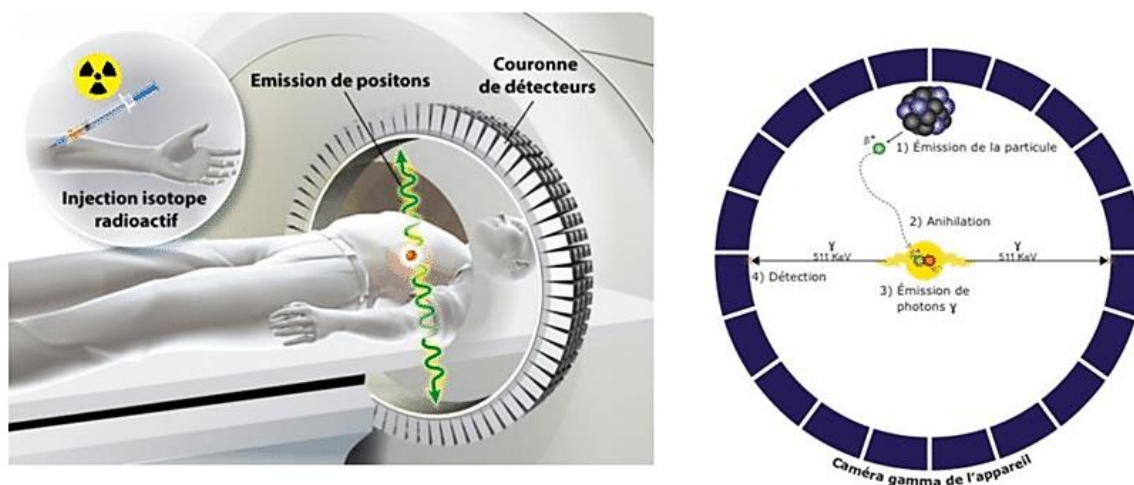 Emission de positons
Couronne
de détecteurs
Injection isotope
radioactif
β⁺
1) Émission de la particule
2) Anihilation
γ
511 KeV
γ
511 KeV
4) Détection
3) Émission de
photons γ
Caméra gamma de l'appareil